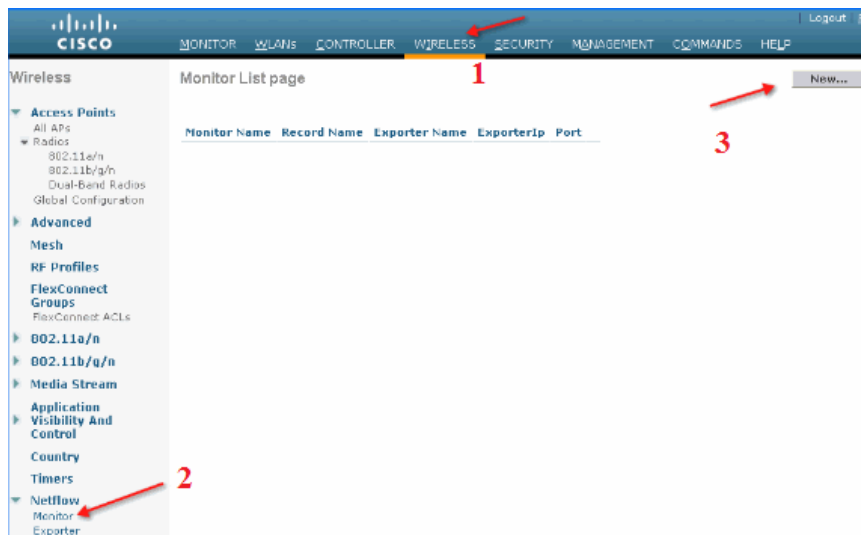 Logout
CISCO
MONITOR WLANs CONTROLLER WIRELESS SECURITY MANAGEMENT COMMANDS HELP
1
Wireless
Monitor List page
New...
3
Access Points
All APs
Radios
802.11a/n
802.11b/g/n
Dual-Band Radios
Global Configuration
Monitor Name Record Name Exporter Name ExporterIp Port
Advanced
Mesh
RF Profiles
FlexConnect
Groups
FlexConnect ACLs
802.11a/n
802.11b/g/n
Media Stream
Application
Visibility And
Control
Country
Timers
2
Netflow
Monitor
Exporter